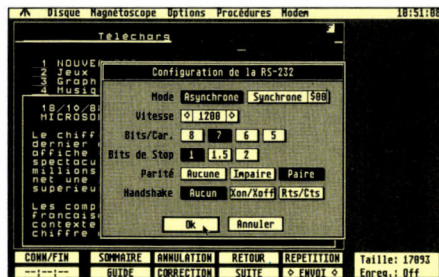 Disque Magnétoscope Options Procédures Modem 18:51:08
Télécharg
1 NOUVE
2 Jeux
3 Graph
4 Musiq
18/10/8
MICROSO
Le chiff
dernier
affiche
spectacu
millions
net une
supérieu
Les comp
français
contexte
chiffre
Configuration de la RS-232
Mode Asynchrone Synchrone $00
Vitesse 1200
Bits/Car. 8 7 6 5
Bits de Stop 1 1.5 2
Parité Aucune Impaire Paire
Handshake Aucun Xon/Xoff Rts/Cts
Ok Annuler
CONN/FIN SOMMAIRE ANNULATION RETOUR REPETITION
--:--:-- GUIDE CORRECTION SUITE ENVOI
Taille: 17093
Enreg.: Off